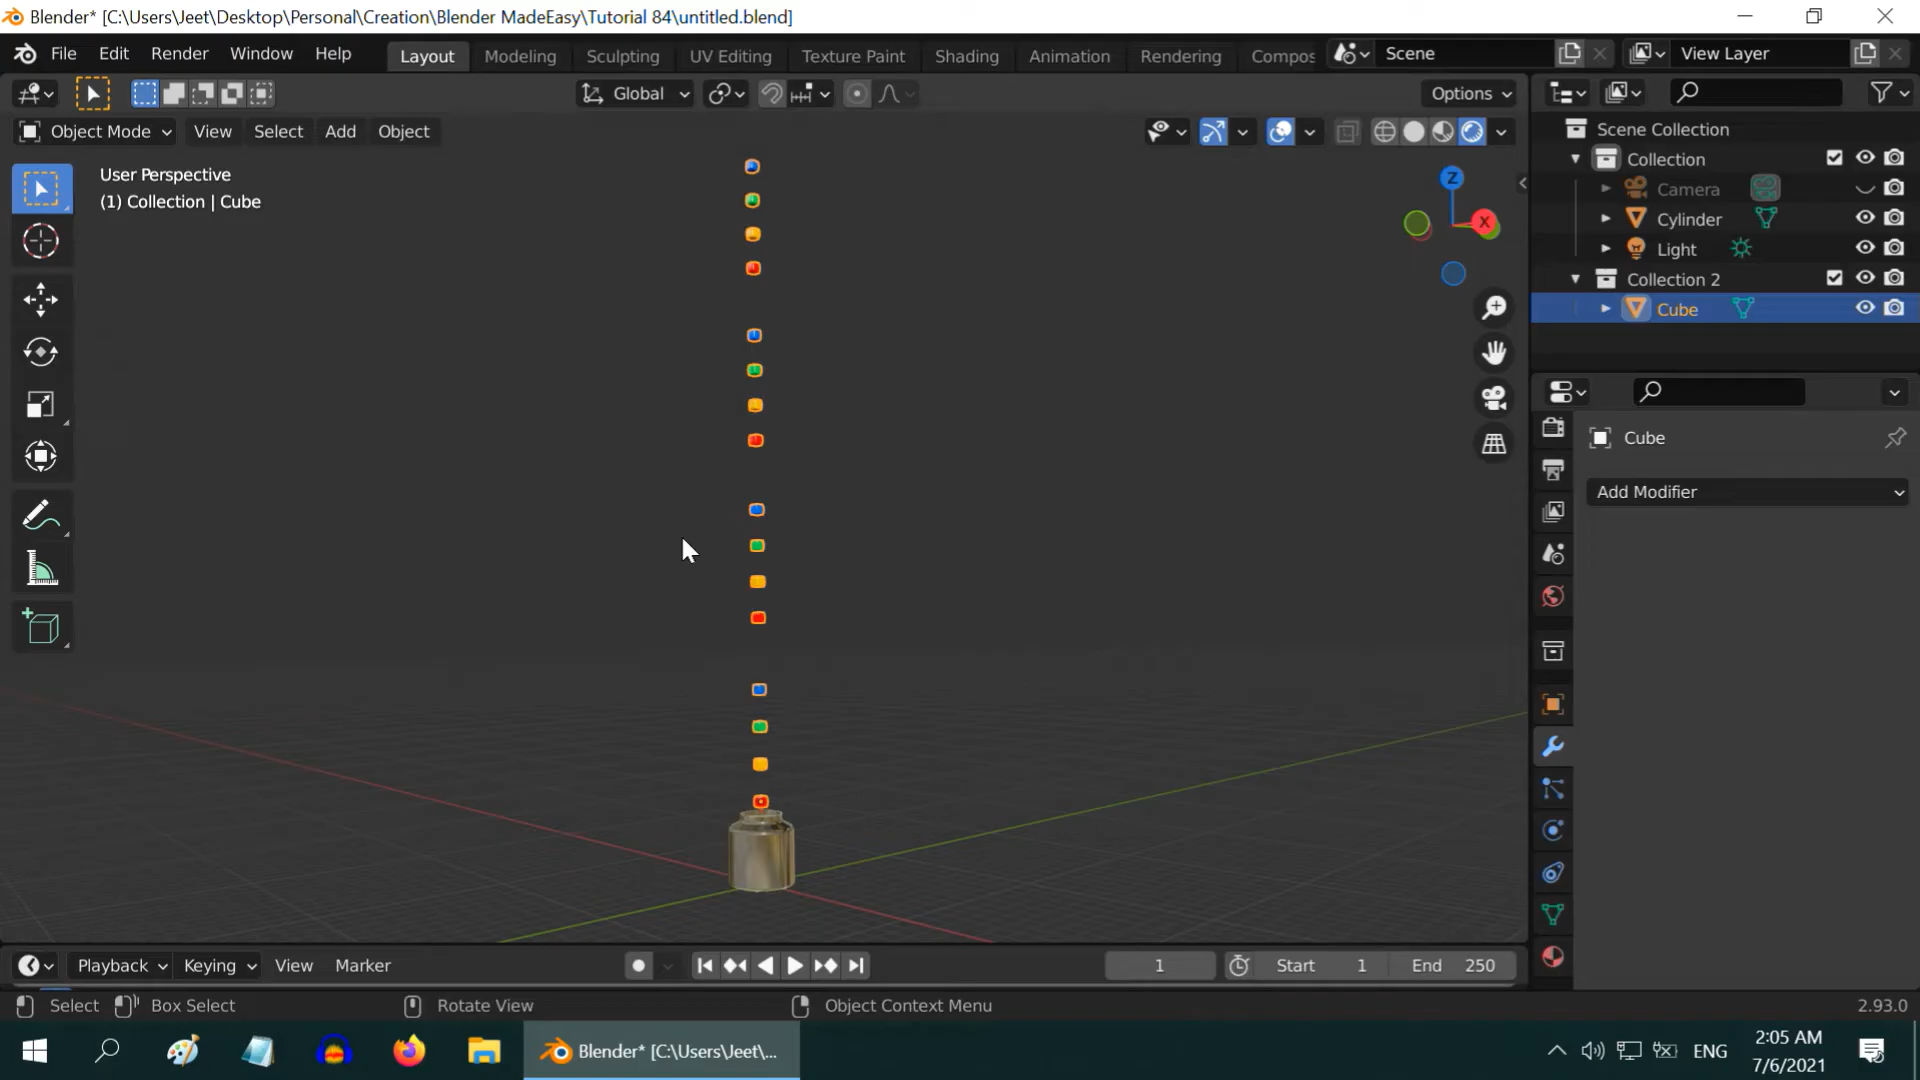 Blender* [C:\Users\Jeet\Desktop\Personal\Creation\Blender MadeEasy\Tutorial 84\untitled.blend]
File Edit Render Window Help Layout Modeling Sculpting UV Editing Texture Paint Shading Animation Rendering Compos Scene View Layer
Global Options
Object Mode View Select Add Object
User Perspective
(1) Collection | Cube
Z
X
Scene Collection
Collection
Camera
Cylinder
Light
Collection 2
Cube
Cube
Add Modifier
Playback Keying View Marker 1 Start 1 End 250
Select Box Select Rotate View Object Context Menu 2.93.0
Blender* [C:\Users\Jeet\...
ENG
2:05 AM
7/6/2021